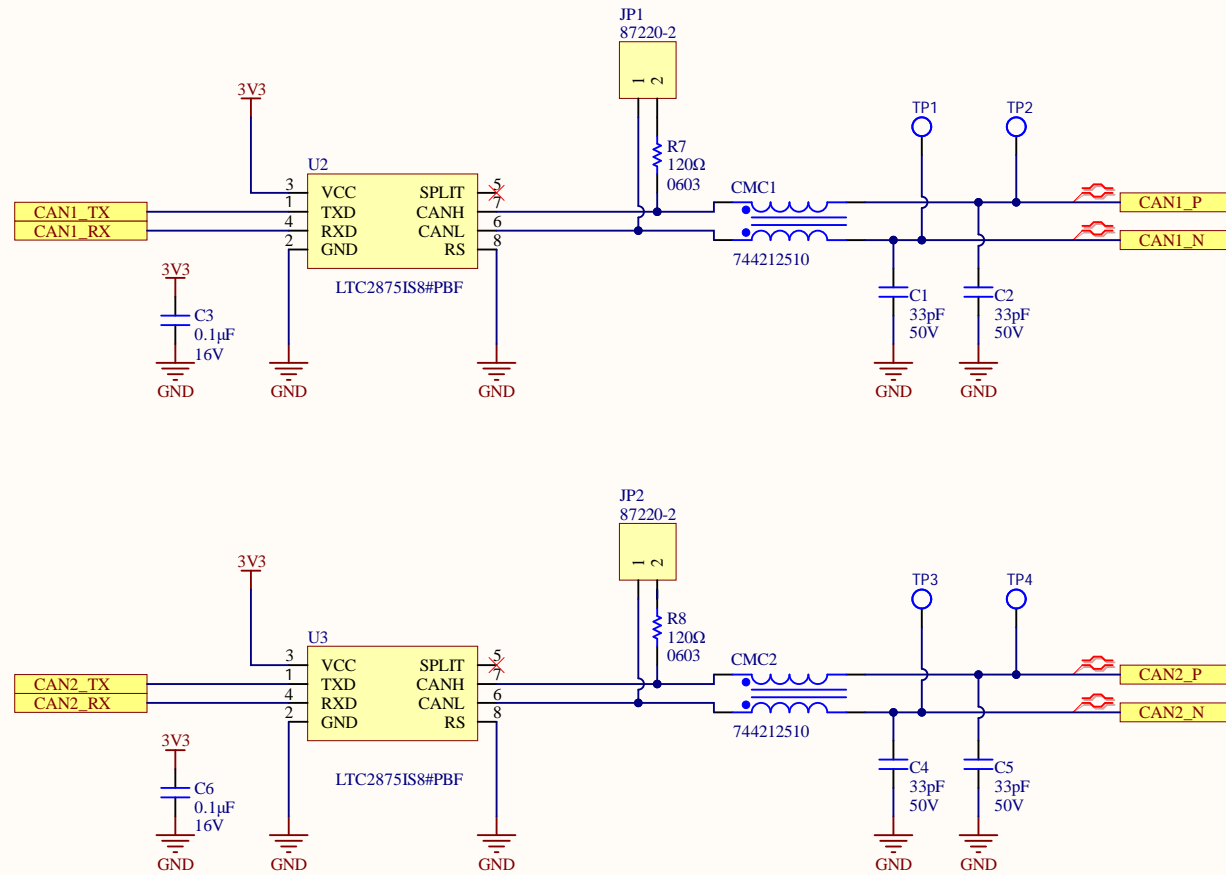 JP1
87220-2
1 2
3V3
TP1 TP2
R7
120Ω
0603
U2
CMC1
3 VCC SPLIT 5
CAN1_TX 1 TXD CANH 7 CAN1_P
CAN1_RX 4 RXD CANL 6
2 GND RS 8 CAN1_N
744212510
3V3
LTC2875IS8#PBF
C3
0.1µF
16V
C1
33pF
50V
C2
33pF
50V
GND GND GND GND GND
JP2
87220-2
1 2
3V3
TP3 TP4
R8
120Ω
0603
U3
CMC2
3 VCC SPLIT 5
CAN2_TX 1 TXD CANH 7 CAN2_P
CAN2_RX 4 RXD CANL 6
2 GND RS 8 CAN2_N
744212510
3V3
LTC2875IS8#PBF
C6
0.1µF
16V
C4
33pF
50V
C5
33pF
50V
GND GND GND GND GND